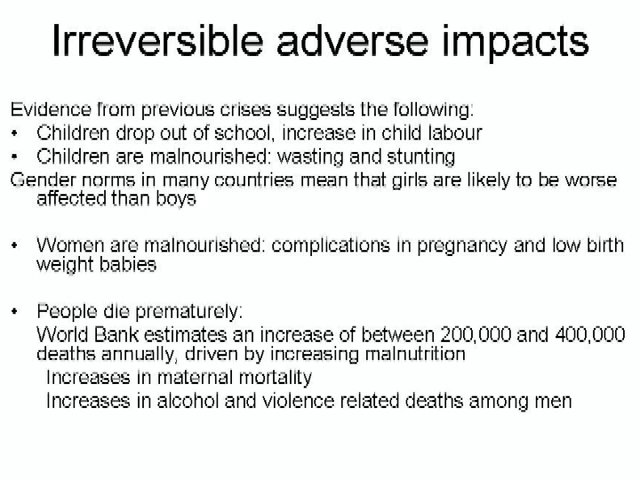 Irreversible adverse impacts
Evidence from previous crises suggests the following:
• Children drop out of school, increase in child labour
• Children are malnourished: wasting and stunting
Gender norms in many countries mean that girls are likely to be worse
affected than boys
• Women are malnourished: complications in pregnancy and low birth
weight babies
• People die prematurely:
World Bank estimates an increase of between 200,000 and 400,000
deaths annually, driven by increasing malnutrition
Increases in maternal mortality
Increases in alcohol and violence related deaths among men